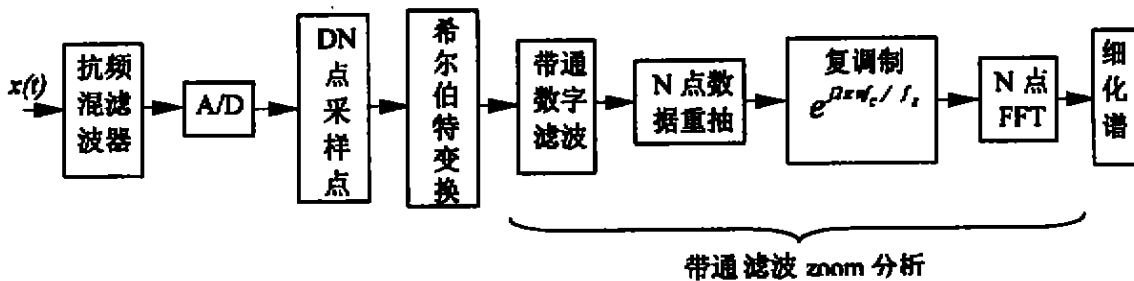 x(t)
抗频
混滤
波器
A/D
DN
点
采
样
点
希
尔
伯
特
变
换
带通
数字
滤波
N 点数
据重抽
复调制
e^{j2πnf_c / f_s}
N 点
FFT
细
化
谱
带通滤波 zoom 分析